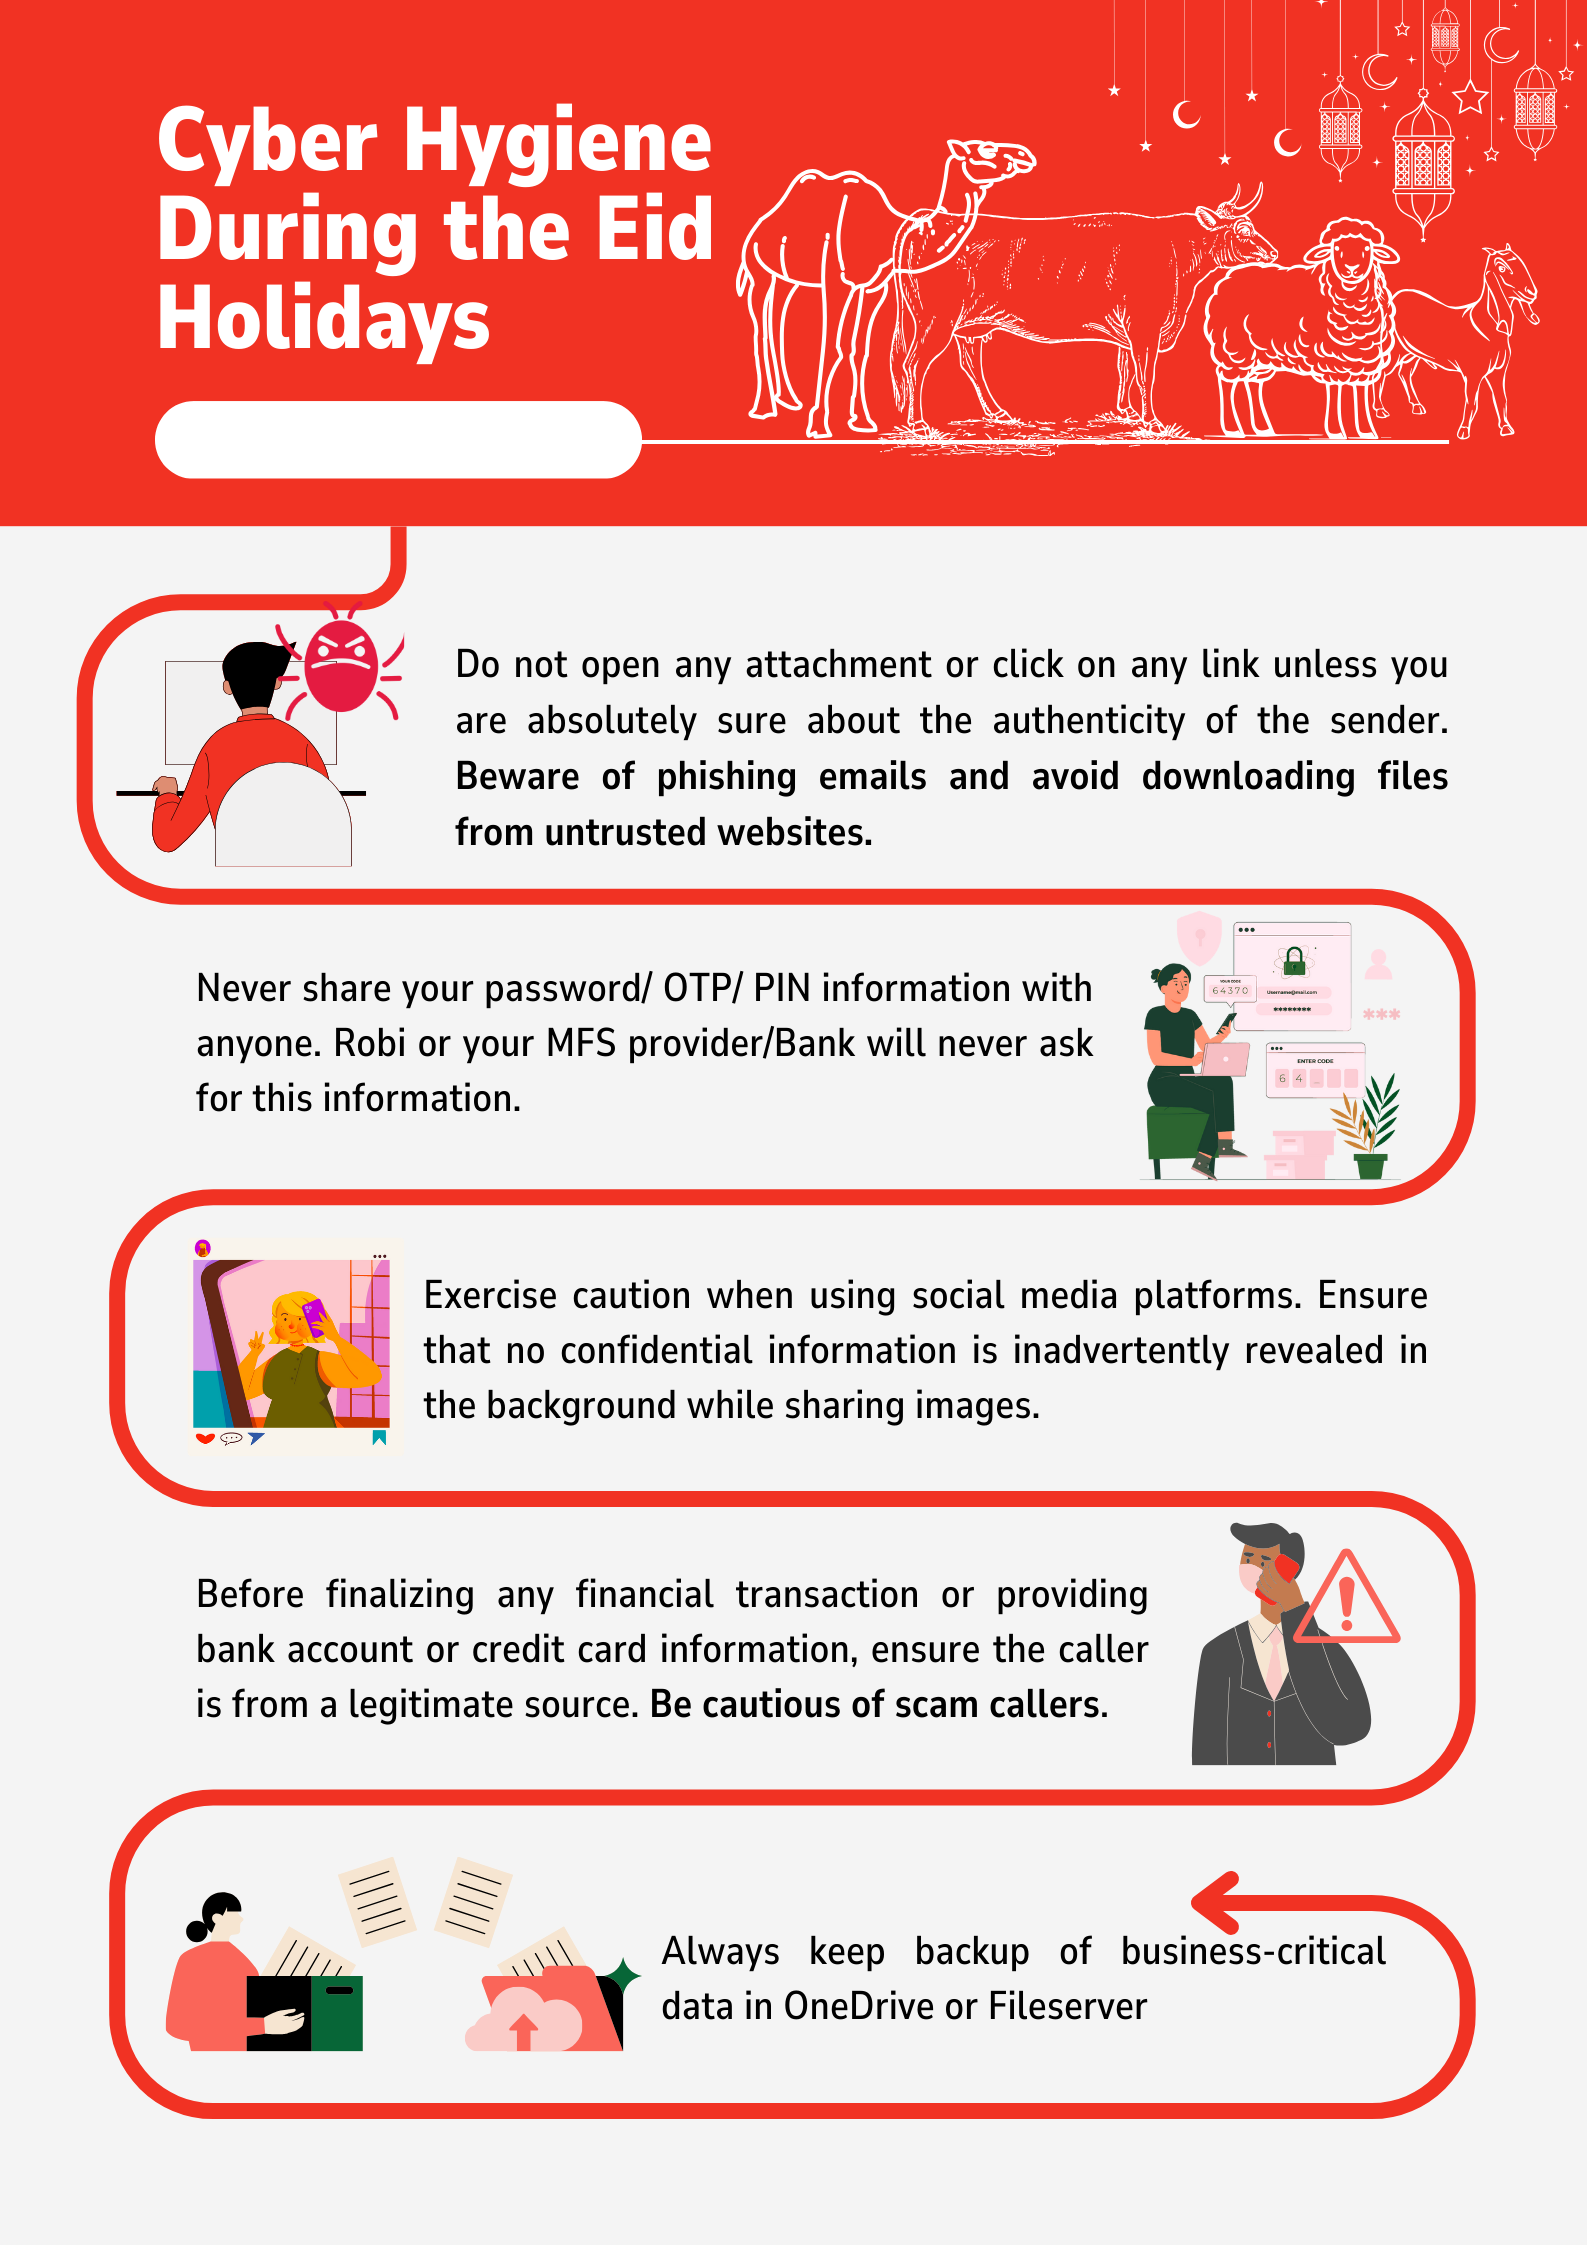 Cyber Hygiene
During the Eid
Holidays
Do not open any attachment or click on any link unless you
are absolutely sure about the authenticity of the sender.
Beware of phishing emails and avoid downloading files
from untrusted websites.
Never share your password/ OTP/ PIN information with
anyone. Robi or your MFS provider/Bank will never ask
for this information.
YOUR CODE
64370
Username@mail.com
********
***
ENTER CODE
6 4 _
Exercise caution when using social media platforms. Ensure
that no confidential information is inadvertently revealed in
the background while sharing images.
Before finalizing any financial transaction or providing
bank account or credit card information, ensure the caller
is from a legitimate source. Be cautious of scam callers.
Always keep backup of business-critical
data in OneDrive or Fileserver